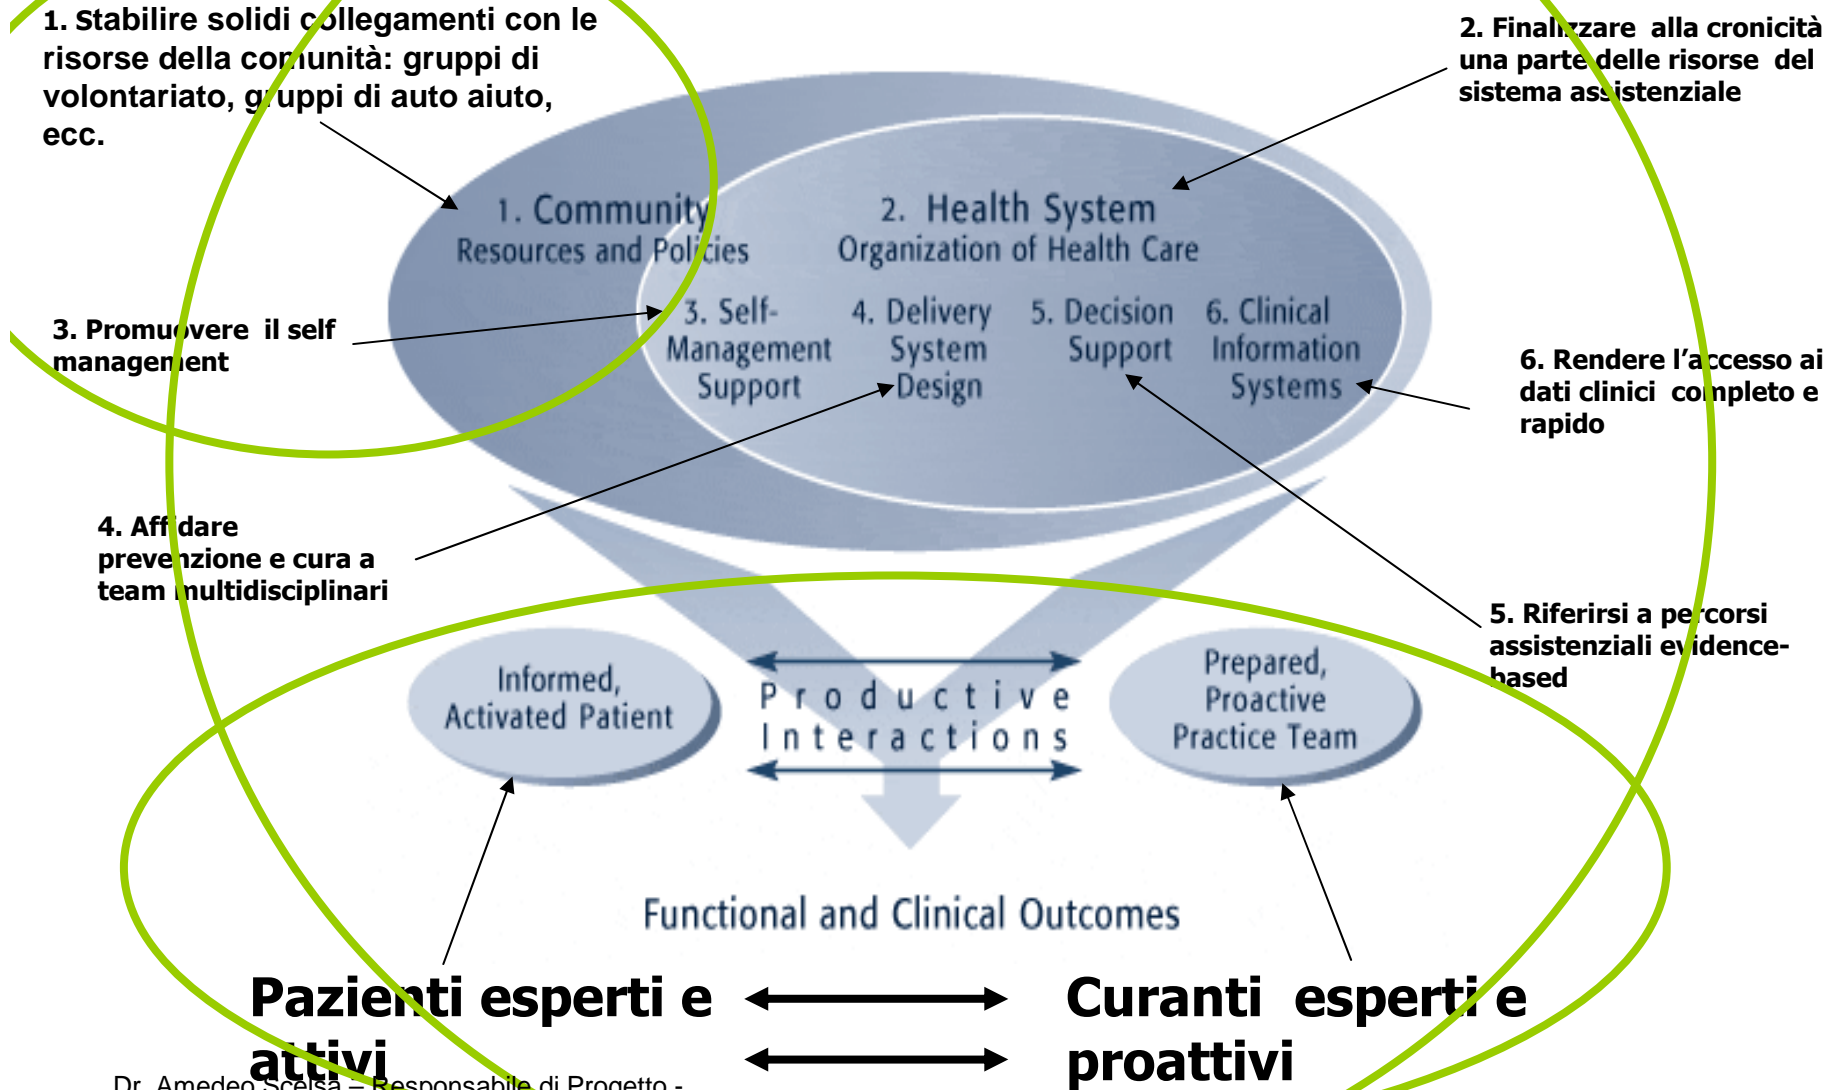 1. Stabilire solidi collegamenti con le
risorse della comunità: gruppi di
volontariato, gruppi di auto aiuto,
ecc.
2. Finalizzare alla cronicità
una parte delle risorse del
sistema assistenziale
1. Community
Resources and Policies
2. Health System
Organization of Health Care
3. Self-
Management
Support
4. Delivery
System
Design
5. Decision
Support
6. Clinical
Information
Systems
3. Promuovere il self
management
6. Rendere l’accesso ai
dati clinici completo e
rapido
4. Affidare
prevenzione e cura a
team multidisciplinari
5. Riferirsi a percorsi
assistenziali evidence-
based
Informed,
Activated Patient
Productive
Interactions
Prepared,
Proactive
Practice Team
Functional and Clinical Outcomes
Pazienti esperti e
attivi
Curanti esperti e
proattivi
Dr. Amedeo Scelsa – Responsabile di Progetto -